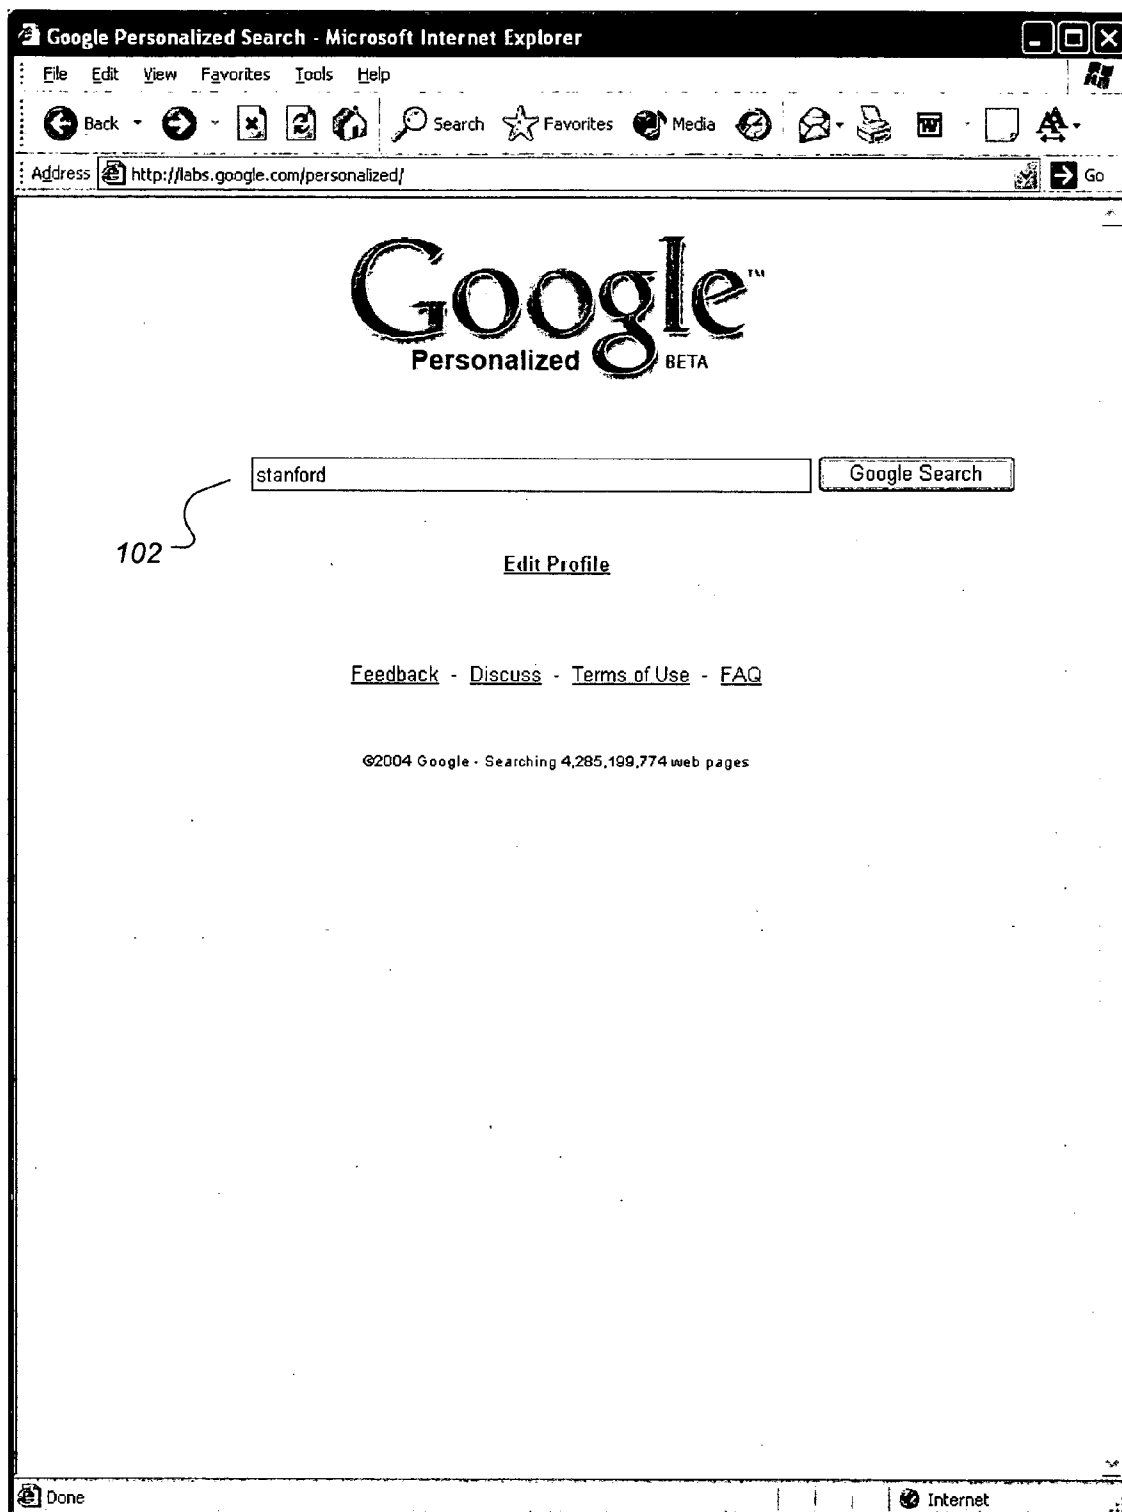 Google Personalized Search - Microsoft Internet Explorer
File Edit View Favorites Tools Help
Back Search Favorites Media
Address http://labs.google.com/personalized/ Go
Google™
Personalized BETA
stanford Google Search
102
Edit Profile
Feedback - Discuss - Terms of Use - FAQ
©2004 Google - Searching 4,285,199,774 web pages
Done Internet